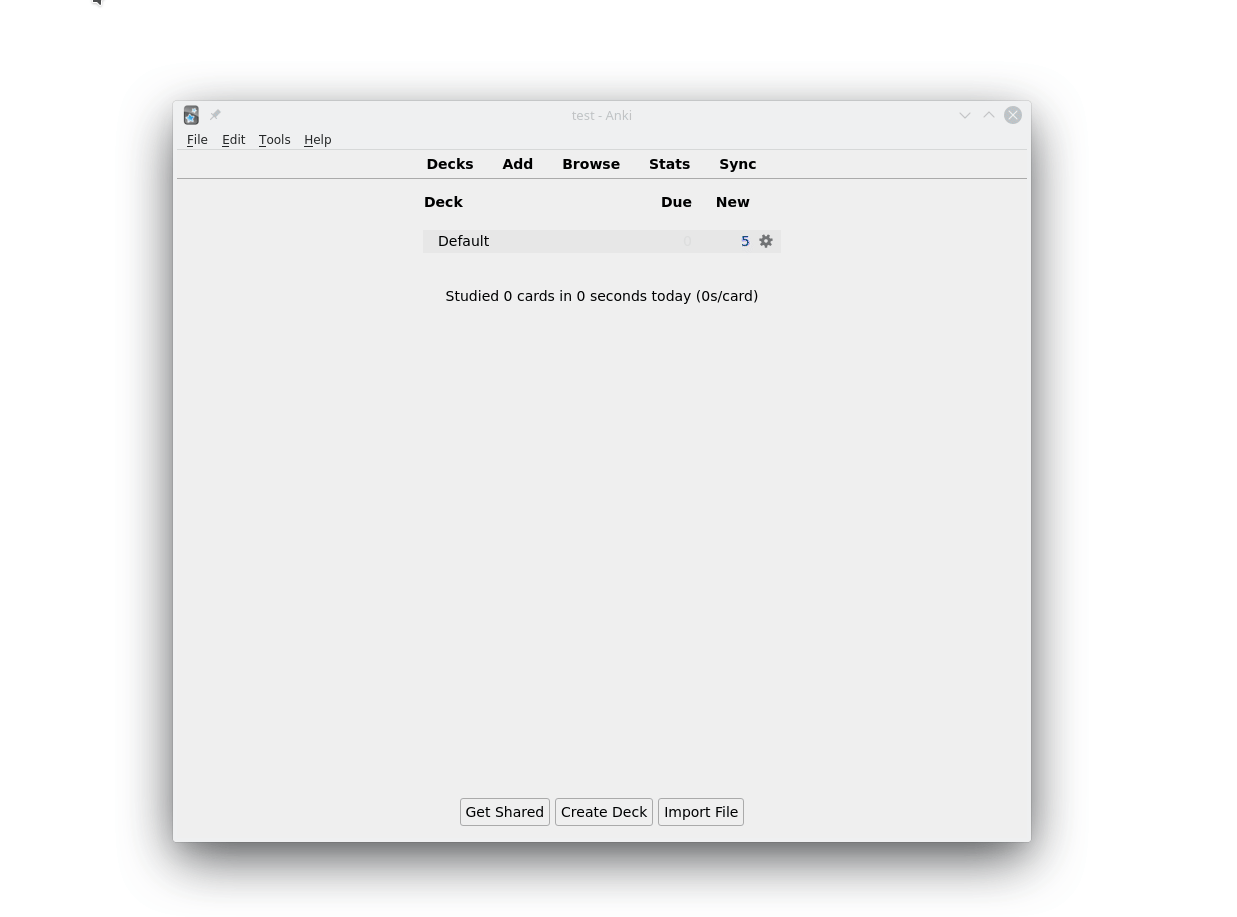 test - Anki
File Edit Tools Help
Decks Add Browse Stats Sync
Deck Due New
Default 0 5
Studied 0 cards in 0 seconds today (0s/card)
Get Shared Create Deck Import File